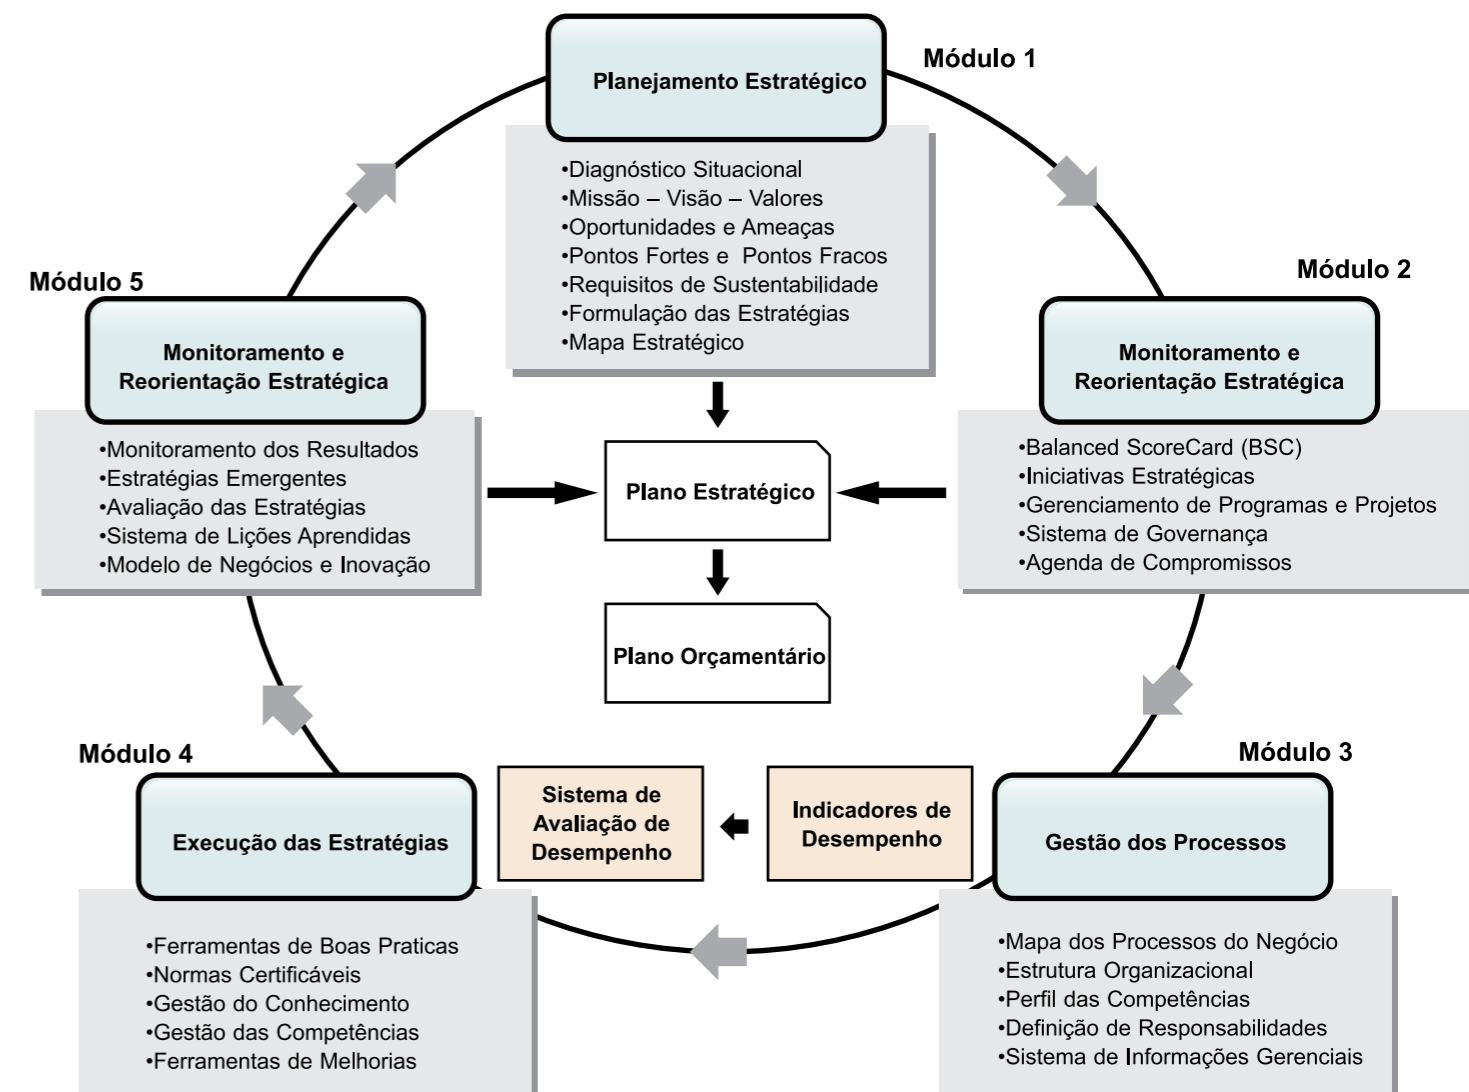 Módulo 1
Planejamento Estratégico
•Diagnóstico Situacional
•Missão – Visão – Valores
•Oportunidades e Ameaças
•Pontos Fortes e Pontos Fracos
•Requisitos de Sustentabilidade
•Formulação das Estratégias
•Mapa Estratégico
Módulo 2
Monitoramento e
Reorientação Estratégica
•Balanced ScoreCard (BSC)
•Iniciativas Estratégicas
•Gerenciamento de Programas e Projetos
•Sistema de Governança
•Agenda de Compromissos
Módulo 5
Monitoramento e
Reorientação Estratégica
•Monitoramento dos Resultados
•Estratégias Emergentes
•Avaliação das Estratégias
•Sistema de Lições Aprendidas
•Modelo de Negócios e Inovação
Plano Estratégico
Plano Orçamentário
Módulo 4
Execução das Estratégias
•Ferramentas de Boas Praticas
•Normas Certificáveis
•Gestão do Conhecimento
•Gestão das Competências
•Ferramentas de Melhorias
Sistema de
Avaliação de
Desempenho
Indicadores de
Desempenho
Módulo 3
Gestão dos Processos
•Mapa dos Processos do Negócio
•Estrutura Organizacional
•Perfil das Competências
•Definição de Responsabilidades
•Sistema de Informações Gerenciais